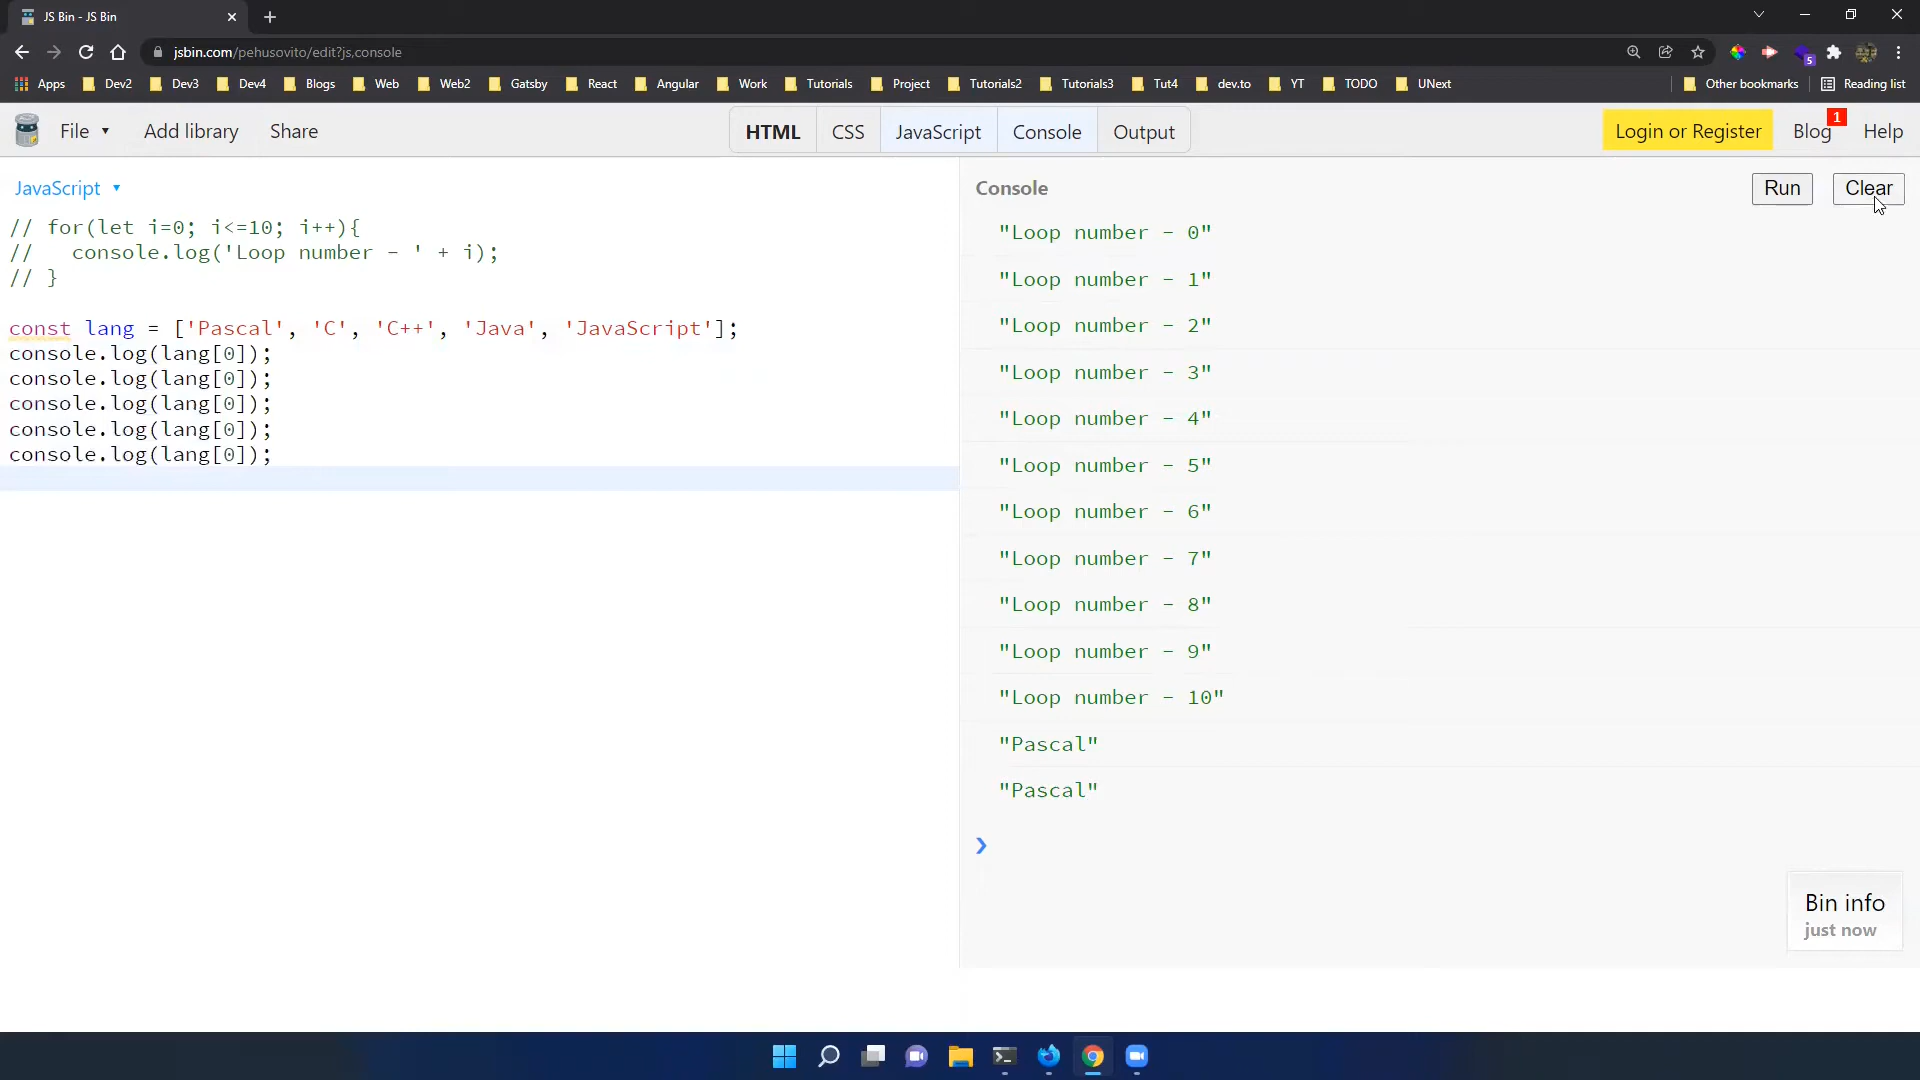 JS Bin - JS Bin
jsbin.com/pehusovito/edit?js,console
5
Apps Dev2 Dev3 Dev4 Blogs Web Web2 Gatsby React Angular Work Tutorials Project Tutorials2 Tutorials3 Tut4 dev.to YT TODO UNext Other bookmarks Reading list
File Add library Share HTML CSS JavaScript Console Output Login or Register Blog 1 Help
JavaScript
// for(let i=0; i<=10; i++){
//   console.log('Loop number - ' + i);
// }
const lang = ['Pascal', 'C', 'C++', 'Java', 'JavaScript'];
console.log(lang[0]);
console.log(lang[0]);
console.log(lang[0]);
console.log(lang[0]);
console.log(lang[0]);
Console Run Clear
"Loop number - 0"
"Loop number - 1"
"Loop number - 2"
"Loop number - 3"
"Loop number - 4"
"Loop number - 5"
"Loop number - 6"
"Loop number - 7"
"Loop number - 8"
"Loop number - 9"
"Loop number - 10"
"Pascal"
"Pascal"
Bin info
just now